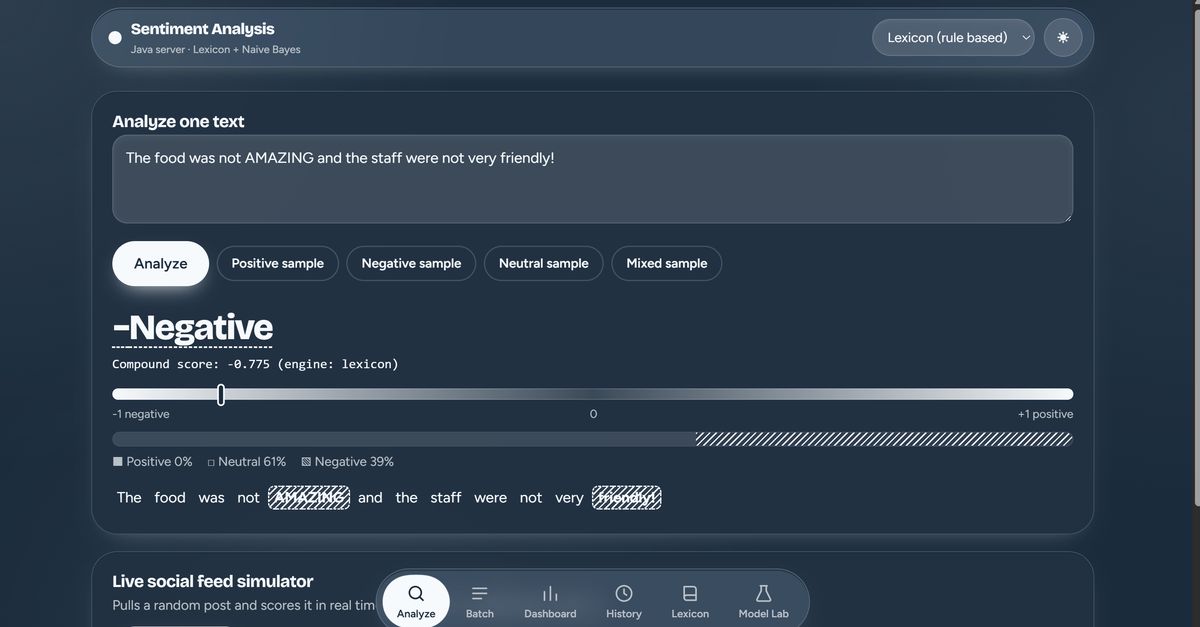 Sentiment Analysis
Java server · Lexicon + Naive Bayes
Lexicon (rule based)
Analyze one text
The food was not AMAZING and the staff were not very friendly!
Analyze
Positive sample
Negative sample
Neutral sample
Mixed sample
−Negative
Compound score: -0.775 (engine: lexicon)
-1 negative
0
+1 positive
Positive 0%
Neutral 61%
Negative 39%
The food was not AMAZING and the staff were not very friendly!
Live social feed simulator
Pulls a random post and scores it in real tim
Analyze
Batch
Dashboard
History
Lexicon
Model Lab